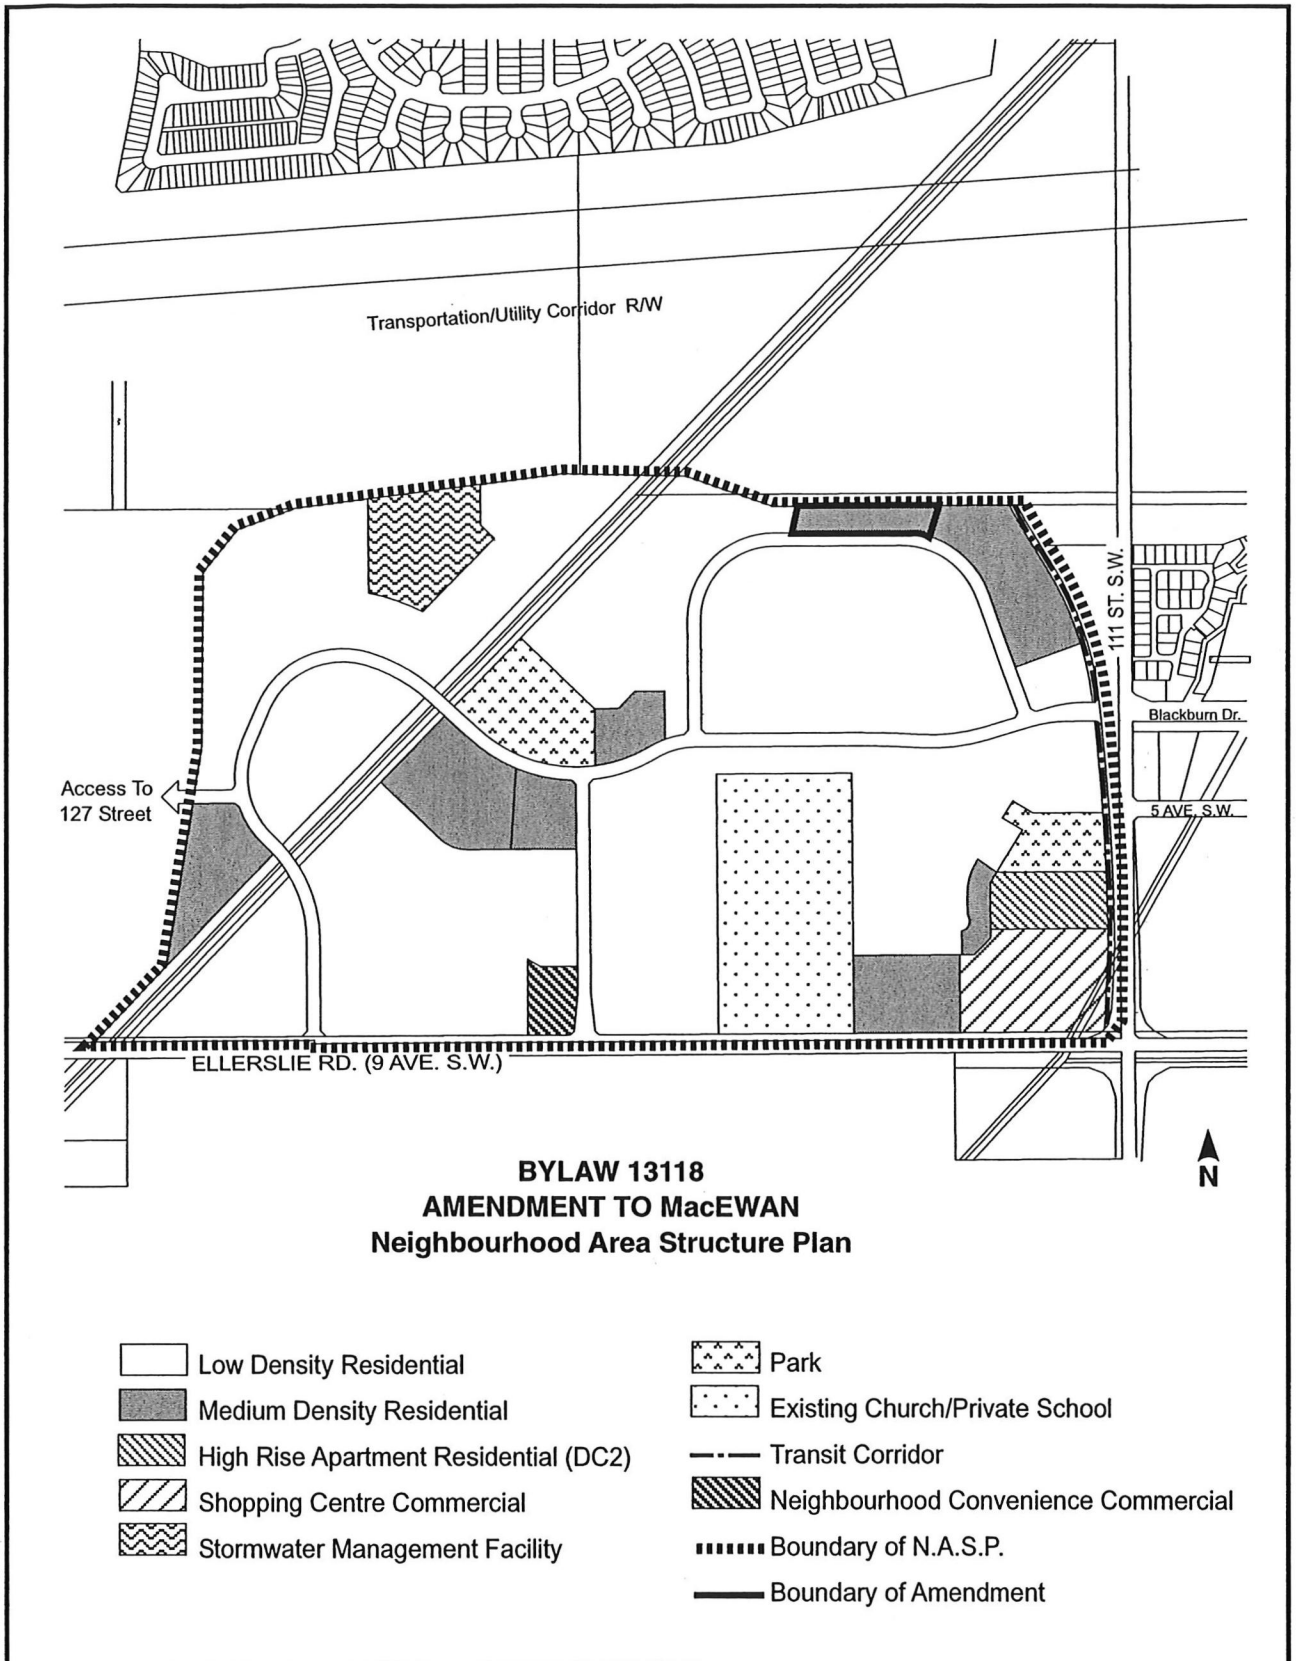 Transportation/Utility Corridor R/W
111 ST. S.W.
Blackburn Dr.
Access To
127 Street
5 AVE. S.W.
ELLERSLIE RD. (9 AVE. S.W.)
N
BYLAW 13118
AMENDMENT TO MacEWAN
Neighbourhood Area Structure Plan
Low Density Residential
Medium Density Residential
High Rise Apartment Residential (DC2)
Shopping Centre Commercial
Stormwater Management Facility
Park
Existing Church/Private School
Transit Corridor
Neighbourhood Convenience Commercial
Boundary of N.A.S.P.
Boundary of Amendment